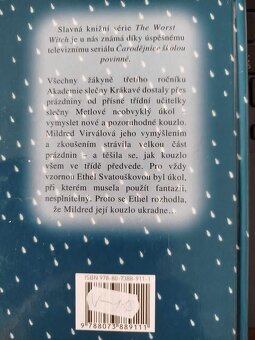 Slavná knižní série The Worst
Witch je u nás známá díky úspěšnému
televiznímu seriálu Čarodějnice školou
povinné.
Všechny žákyně třetího ročníku
Akademie slečny Krákavé dostaly přes
prázdniny od přísné třídní učitelky
slečny Metlové neobvyklý úkol –
vymyslet nové a pozoruhodné kouzlo.
Mildred Virválová jeho vymýšlením
a zkoušením strávila velkou část
prázdnin – a těšila se, jak kouzlo
všem ve třídě předvede. Pro vždy
vzornou Ethel Svatouškovou byl úkol,
při kterém musela použít fantazii,
nesplnitelný. Proto se Ethel rozhodla,
že Mildred její kouzlo ukradne...
ISBN 978-80-7388-911-1
9 788073 889111